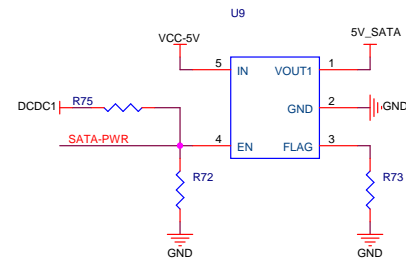 U9
VCC-5V
5V_SATA
5 IN VOUT1 1
DCDC1 R75
GND 2 GND
SATA-PWR
4 EN FLAG 3
R72
R73
GND
GND